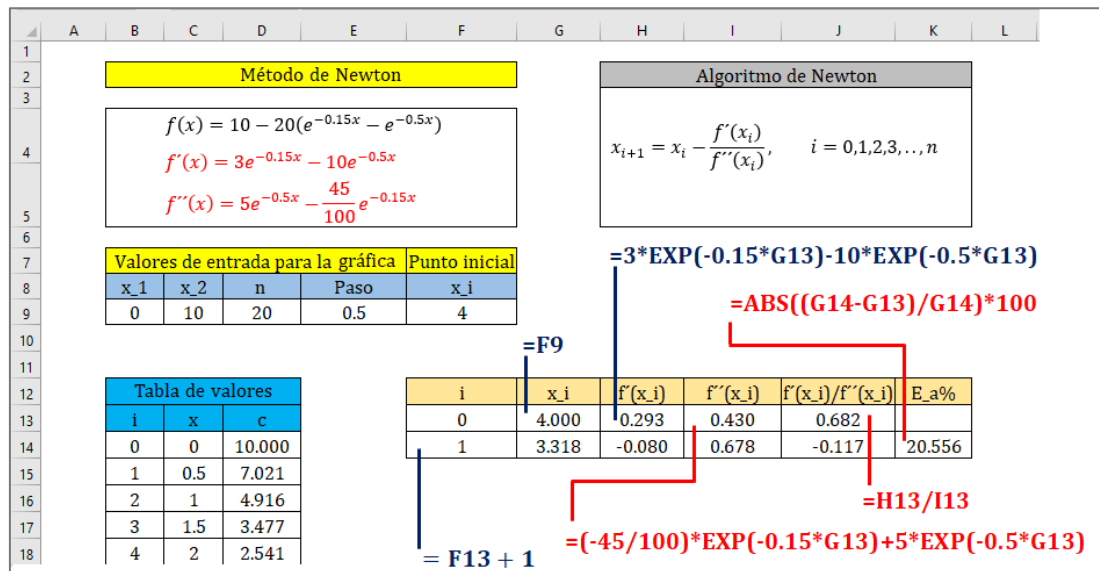 A B C D E F G H I J K L
1
2 Método de Newton Algoritmo de Newton
3
f(x) = 10 − 20(e^{−0.15x} − e^{−0.5x})
4 f´(x) = 3e^{−0.15x} − 10e^{−0.5x} x_{i+1} = x_i − f´(x_i)/f´´(x_i), i = 0,1,2,3,..,n
5 f´´(x) = 5e^{−0.5x} − 45/100 e^{−0.15x}
6
7 Valores de entrada para la gráfica Punto inicial =3*EXP(-0.15*G13)-10*EXP(-0.5*G13)
8 x_1 x_2 n Paso x_i =ABS((G14-G13)/G14)*100
9 0 10 20 0.5 4
10 =F9
11
12 Tabla de valores i x_i f´(x_i) f´´(x_i) f´(x_i)/f´´(x_i) E_a%
13 i x c 0 4.000 0.293 0.430 0.682
14 0 0 10.000 1 3.318 -0.080 0.678 -0.117 20.556
15 1 0.5 7.021
16 2 1 4.916 =H13/I13
17 3 1.5 3.477 =(-45/100)*EXP(-0.15*G13)+5*EXP(-0.5*G13)
18 4 2 2.541 = F13 + 1